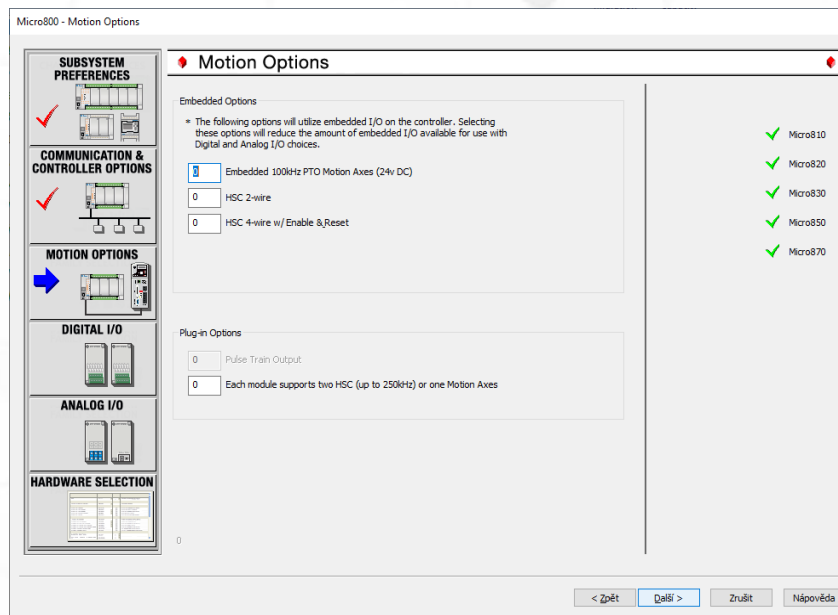 Micro800 - Motion Options
SUBSYSTEM
PREFERENCES
COMMUNICATION &
CONTROLLER OPTIONS
MOTION OPTIONS
DIGITAL I/O
ANALOG I/O
HARDWARE SELECTION
Motion Options
Embedded Options
* The following options will utilize embedded I/O on the controller. Selecting
these options will reduce the amount of embedded I/O available for use with
Digital and Analog I/O choices.
0 Embedded 100kHz PTO Motion Axes (24v DC)
0 HSC 2-wire
0 HSC 4-wire w/ Enable & Reset
Plug-in Options
0 Pulse Train Output
0 Each module supports two HSC (up to 250kHz) or one Motion Axes
0
Micro810
Micro820
Micro830
Micro850
Micro870
< Zpět Další > Zrušit Nápověda